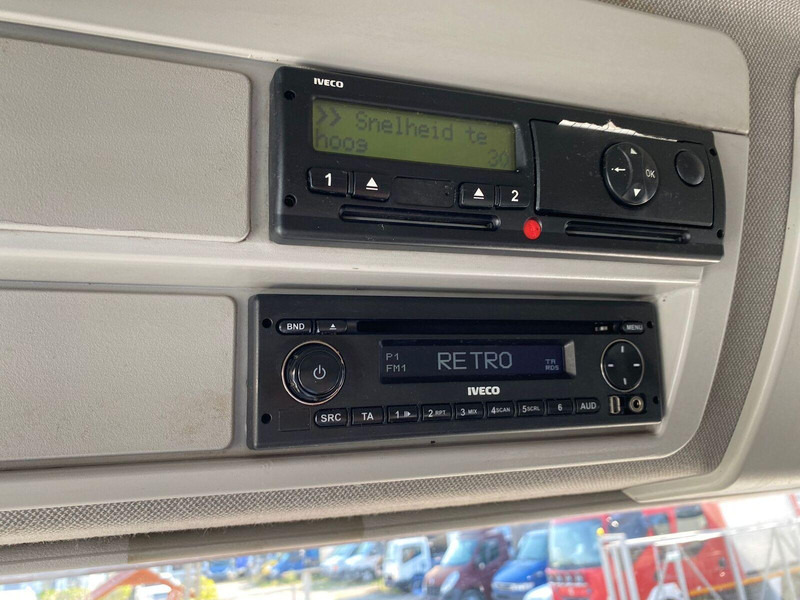 IVECO
>> Snelheid te
hoog 30
1 2
OK
BND MENU
P1 RETRO TA
FM1 RDS
IVECO
SRC TA 1 2 RPT 3 MIX 4 SCAN 5 SCRL 6 AUD